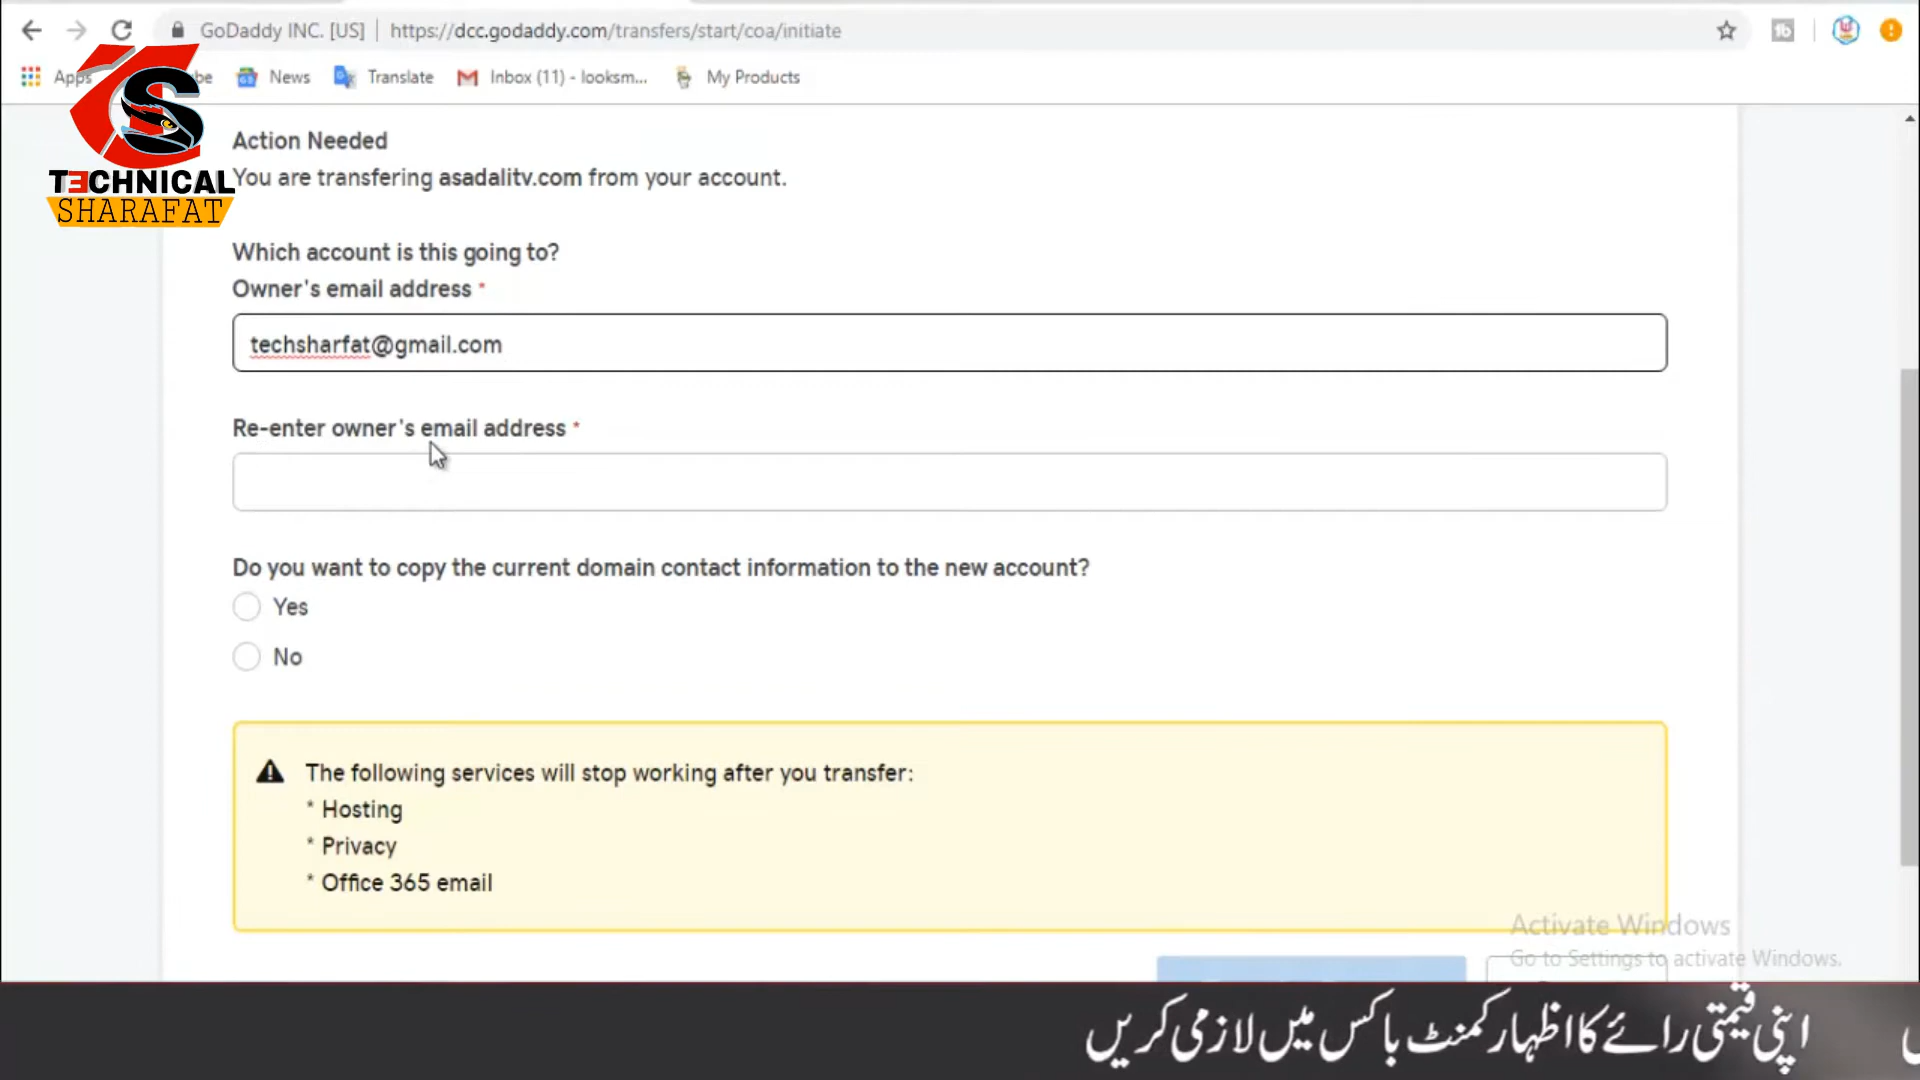 GoDaddy INC. [US] | https://dcc.godaddy.com/transfers/start/coa/initiate
Apps
be
News
Translate
Inbox (11) - looksm...
My Products
TECHNICAL
SHARAFAT
Action Needed
You are transfering asadalitv.com from your account.
Which account is this going to?
Owner's email address *
techsharfat@gmail.com
Re-enter owner's email address *
Do you want to copy the current domain contact information to the new account?
Yes
No
The following services will stop working after you transfer:
* Hosting
* Privacy
* Office 365 email
Activate Windows
Go to Settings to activate Windows.
اپنی قیمتی رائے کا اظہار کمنٹ باکس میں لازمی کریں